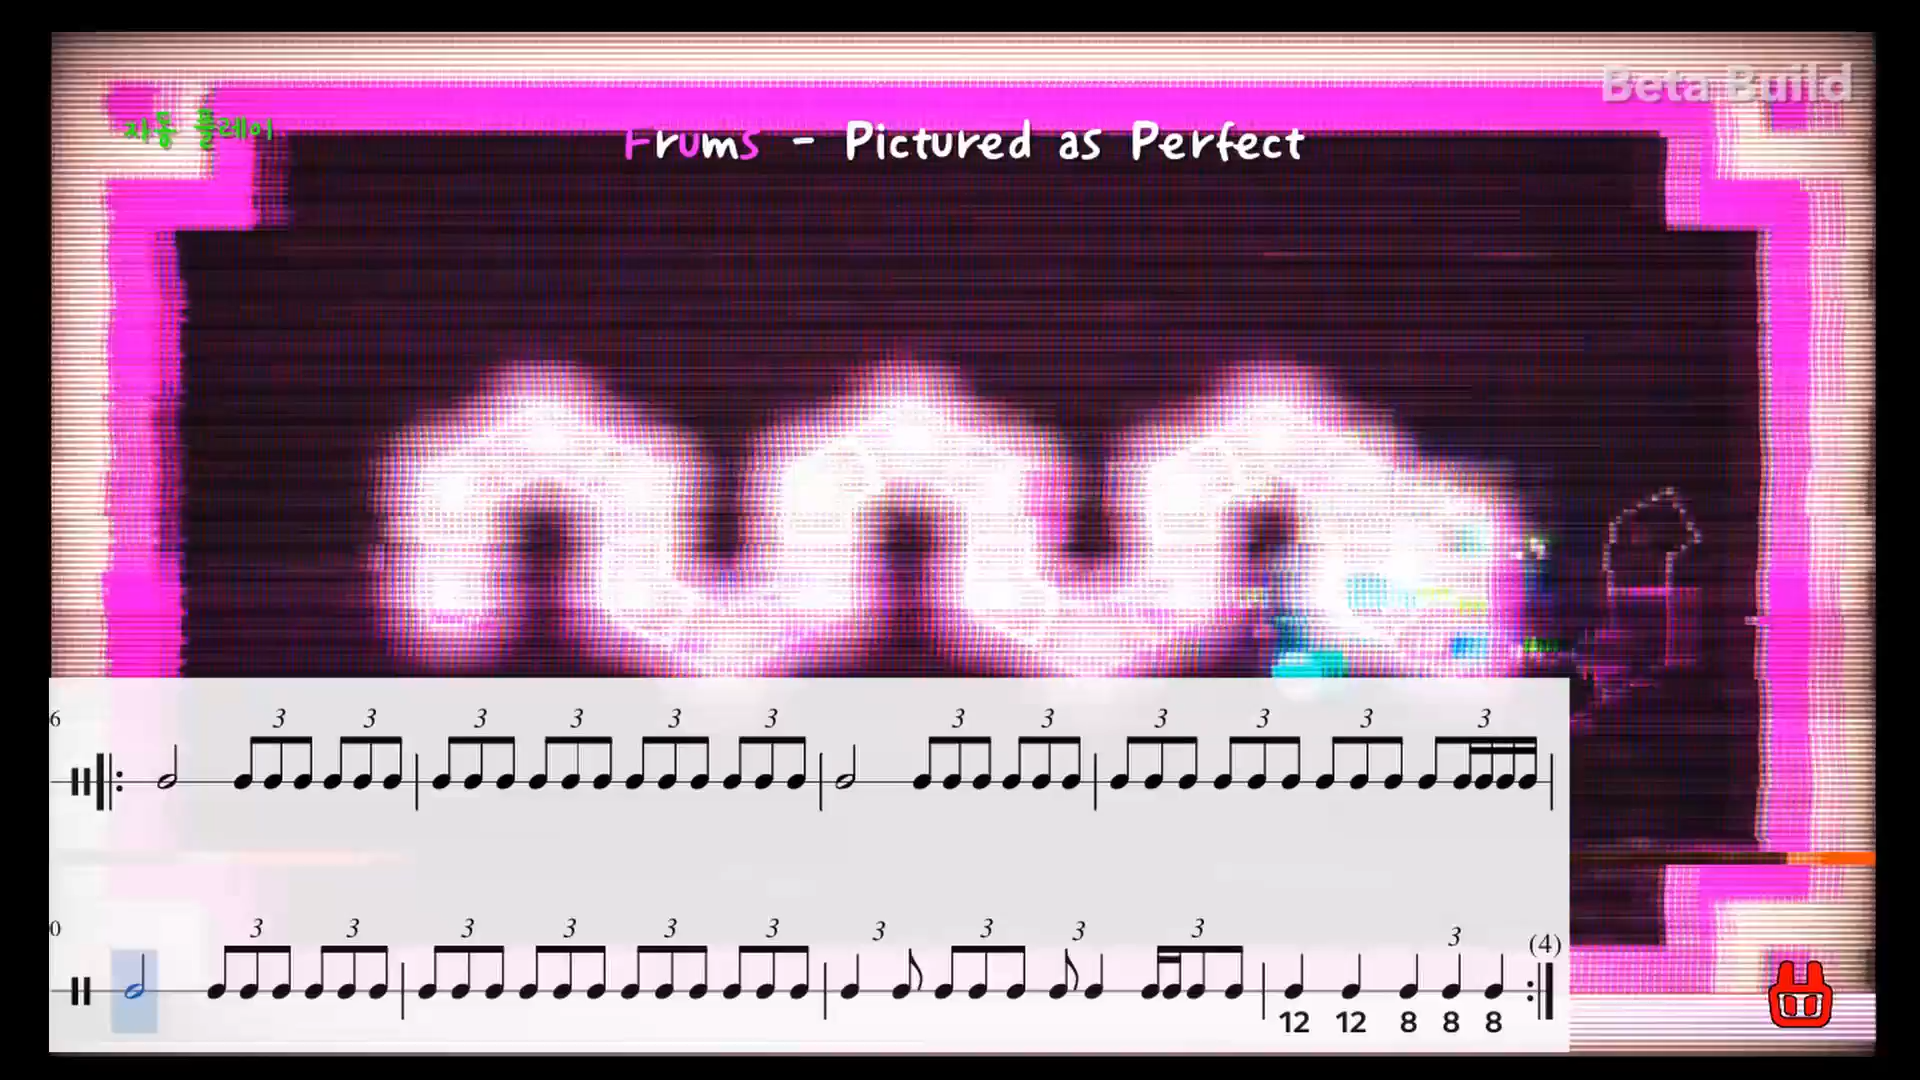 Beta Build
자동 플레이
Frums - Pictured as Perfect
6
3 3 3 3 3 3 3 3 3 3 3 3
0
3 3 3 3 3 3 3 3 3 3 3 (4)
12 12 8 8 8